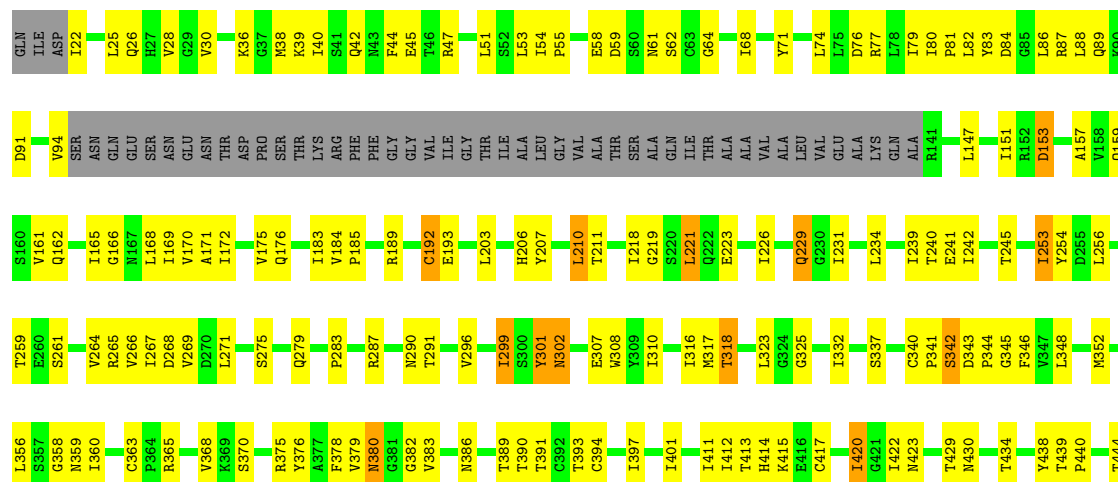 GLN ILE ASP I22 L25 Q26 H27 V28 G29 V30 K36 G37 M38 K39 I40 S41 Q42 N43 F44 E45 T46 R47 L51 S52 L53 I54 P55 E58 D59 S60 N61 S62 C63 G64 I68 Y71 L74 L75 D76 R77 L78 I79 I80 P81 L82 Y83 D84 G85 L86 R87 L88 Q89 K90
D91 V94 SER ASN GLN GLU SER ASN GLU ASN THR ASP PRO SER THR LYS ARG PHE PHE GLY GLY VAL ILE GLY THR ILE ALA LEU GLY VAL ALA THR SER ALA GLN ILE THR ALA ALA VAL ALA LEU VAL GLU ALA LYS GLN ALA R141 L147 I151 R152 D153 A157 V158 Q159
S160 V161 Q162 I165 G166 N167 L168 I169 V170 A171 I172 V175 Q176 I183 V184 P185 R189 C192 E193 L203 H206 Y207 L210 T211 I218 G219 S220 L221 Q222 E223 I226 Q229 G230 I231 L234 I239 T240 E241 I242 T245 I253 Y254 D255 L256
T259 E260 S261 V264 R265 V266 I267 D268 V269 D270 L271 S275 Q279 P283 R287 N290 T291 V296 I299 S300 Y301 N302 E307 W308 Y309 I310 I316 M317 T318 L323 G324 G325 I332 S337 C340 P341 S342 D343 P344 G345 F346 V347 L348 M352
L356 S357 G358 N359 I360 C363 P364 R365 V368 K369 S370 R375 Y376 A377 F378 V379 N380 G381 G382 V383 N386 T389 T390 T391 C392 T393 C394 I397 I401 I411 I412 T413 H414 K415 E416 C417 I420 G421 I422 N423 T429 N430 T434 Y438 T439 P440 T444